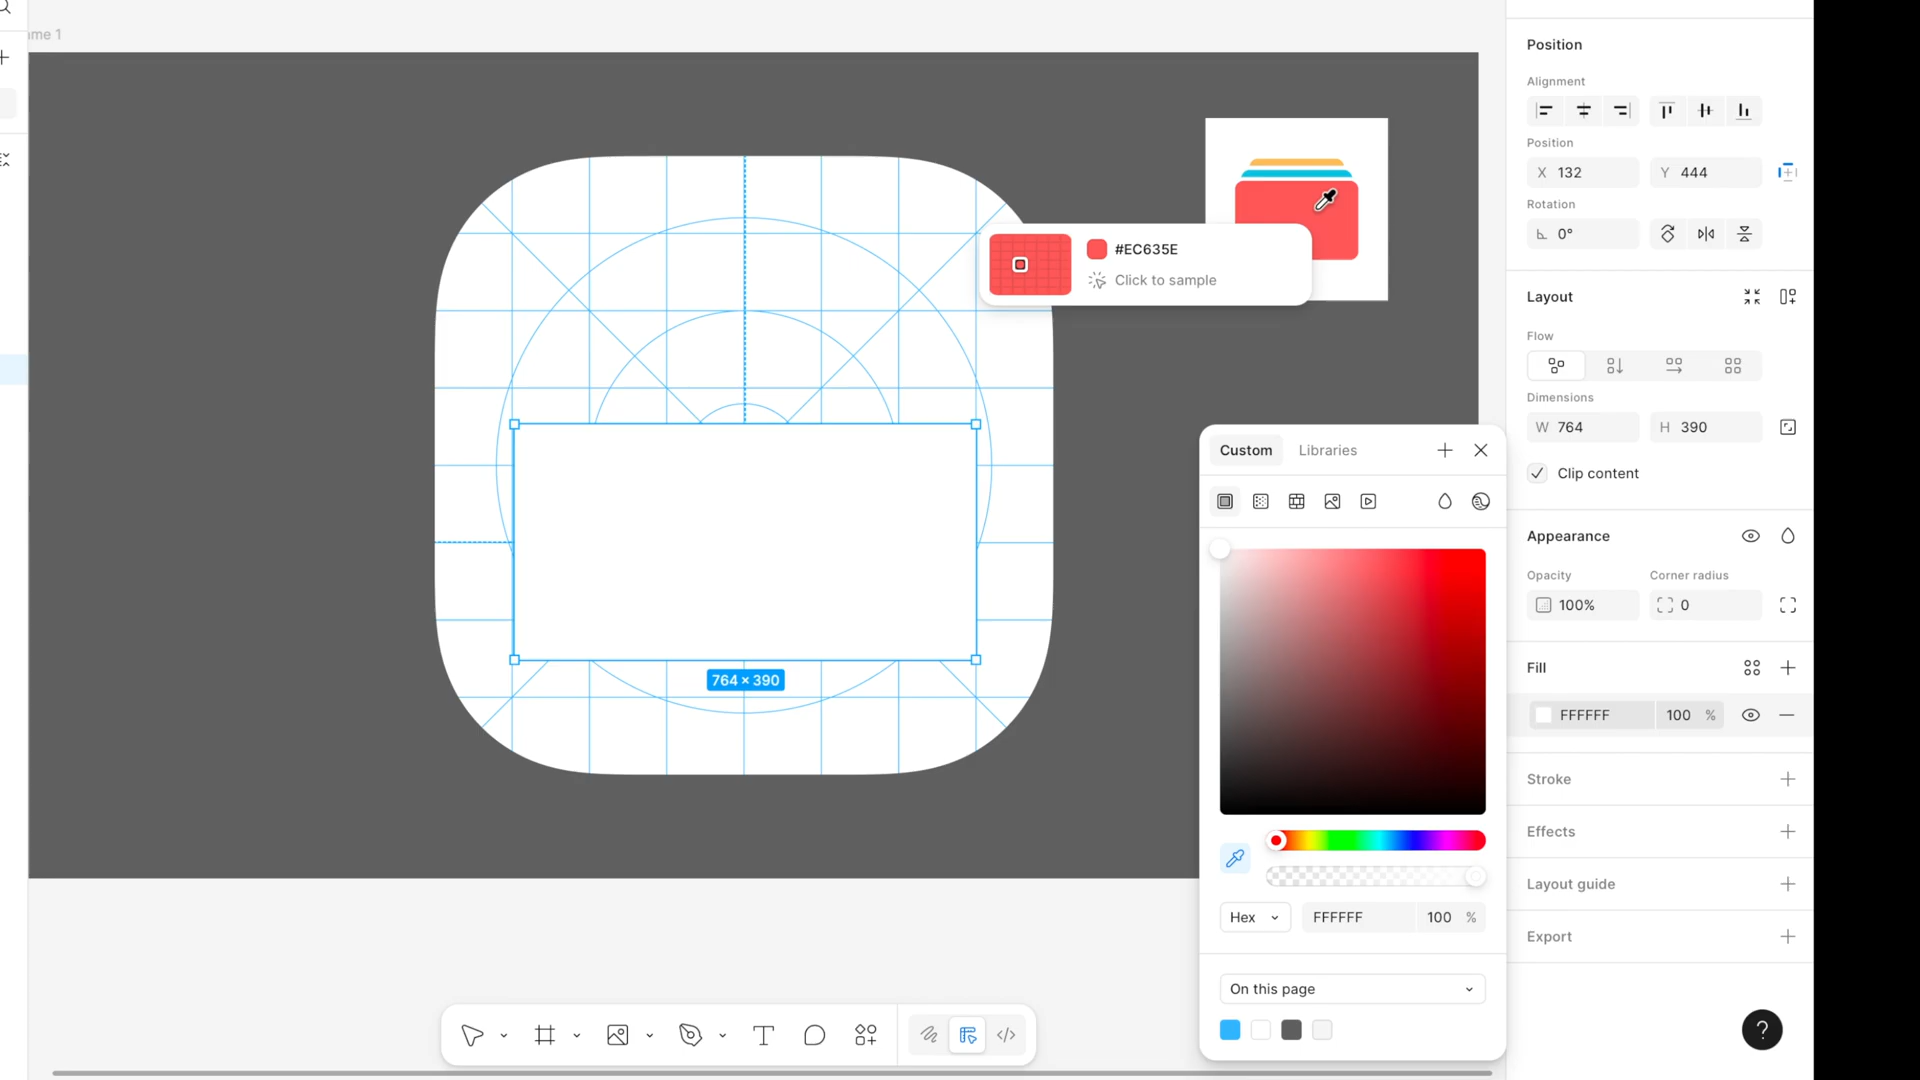 ame 1
#EC635E
Click to sample
764 × 390
Custom
Libraries
Hex
FFFFFF
100 %
On this page
Position
Alignment
Position
X 132
Y 444
Rotation
0°
Layout
Flow
Dimensions
W 764
H 390
Clip content
Appearance
Opacity
Corner radius
100%
0
Fill
FFFFFF
100 %
Stroke
Effects
Layout guide
Export
?